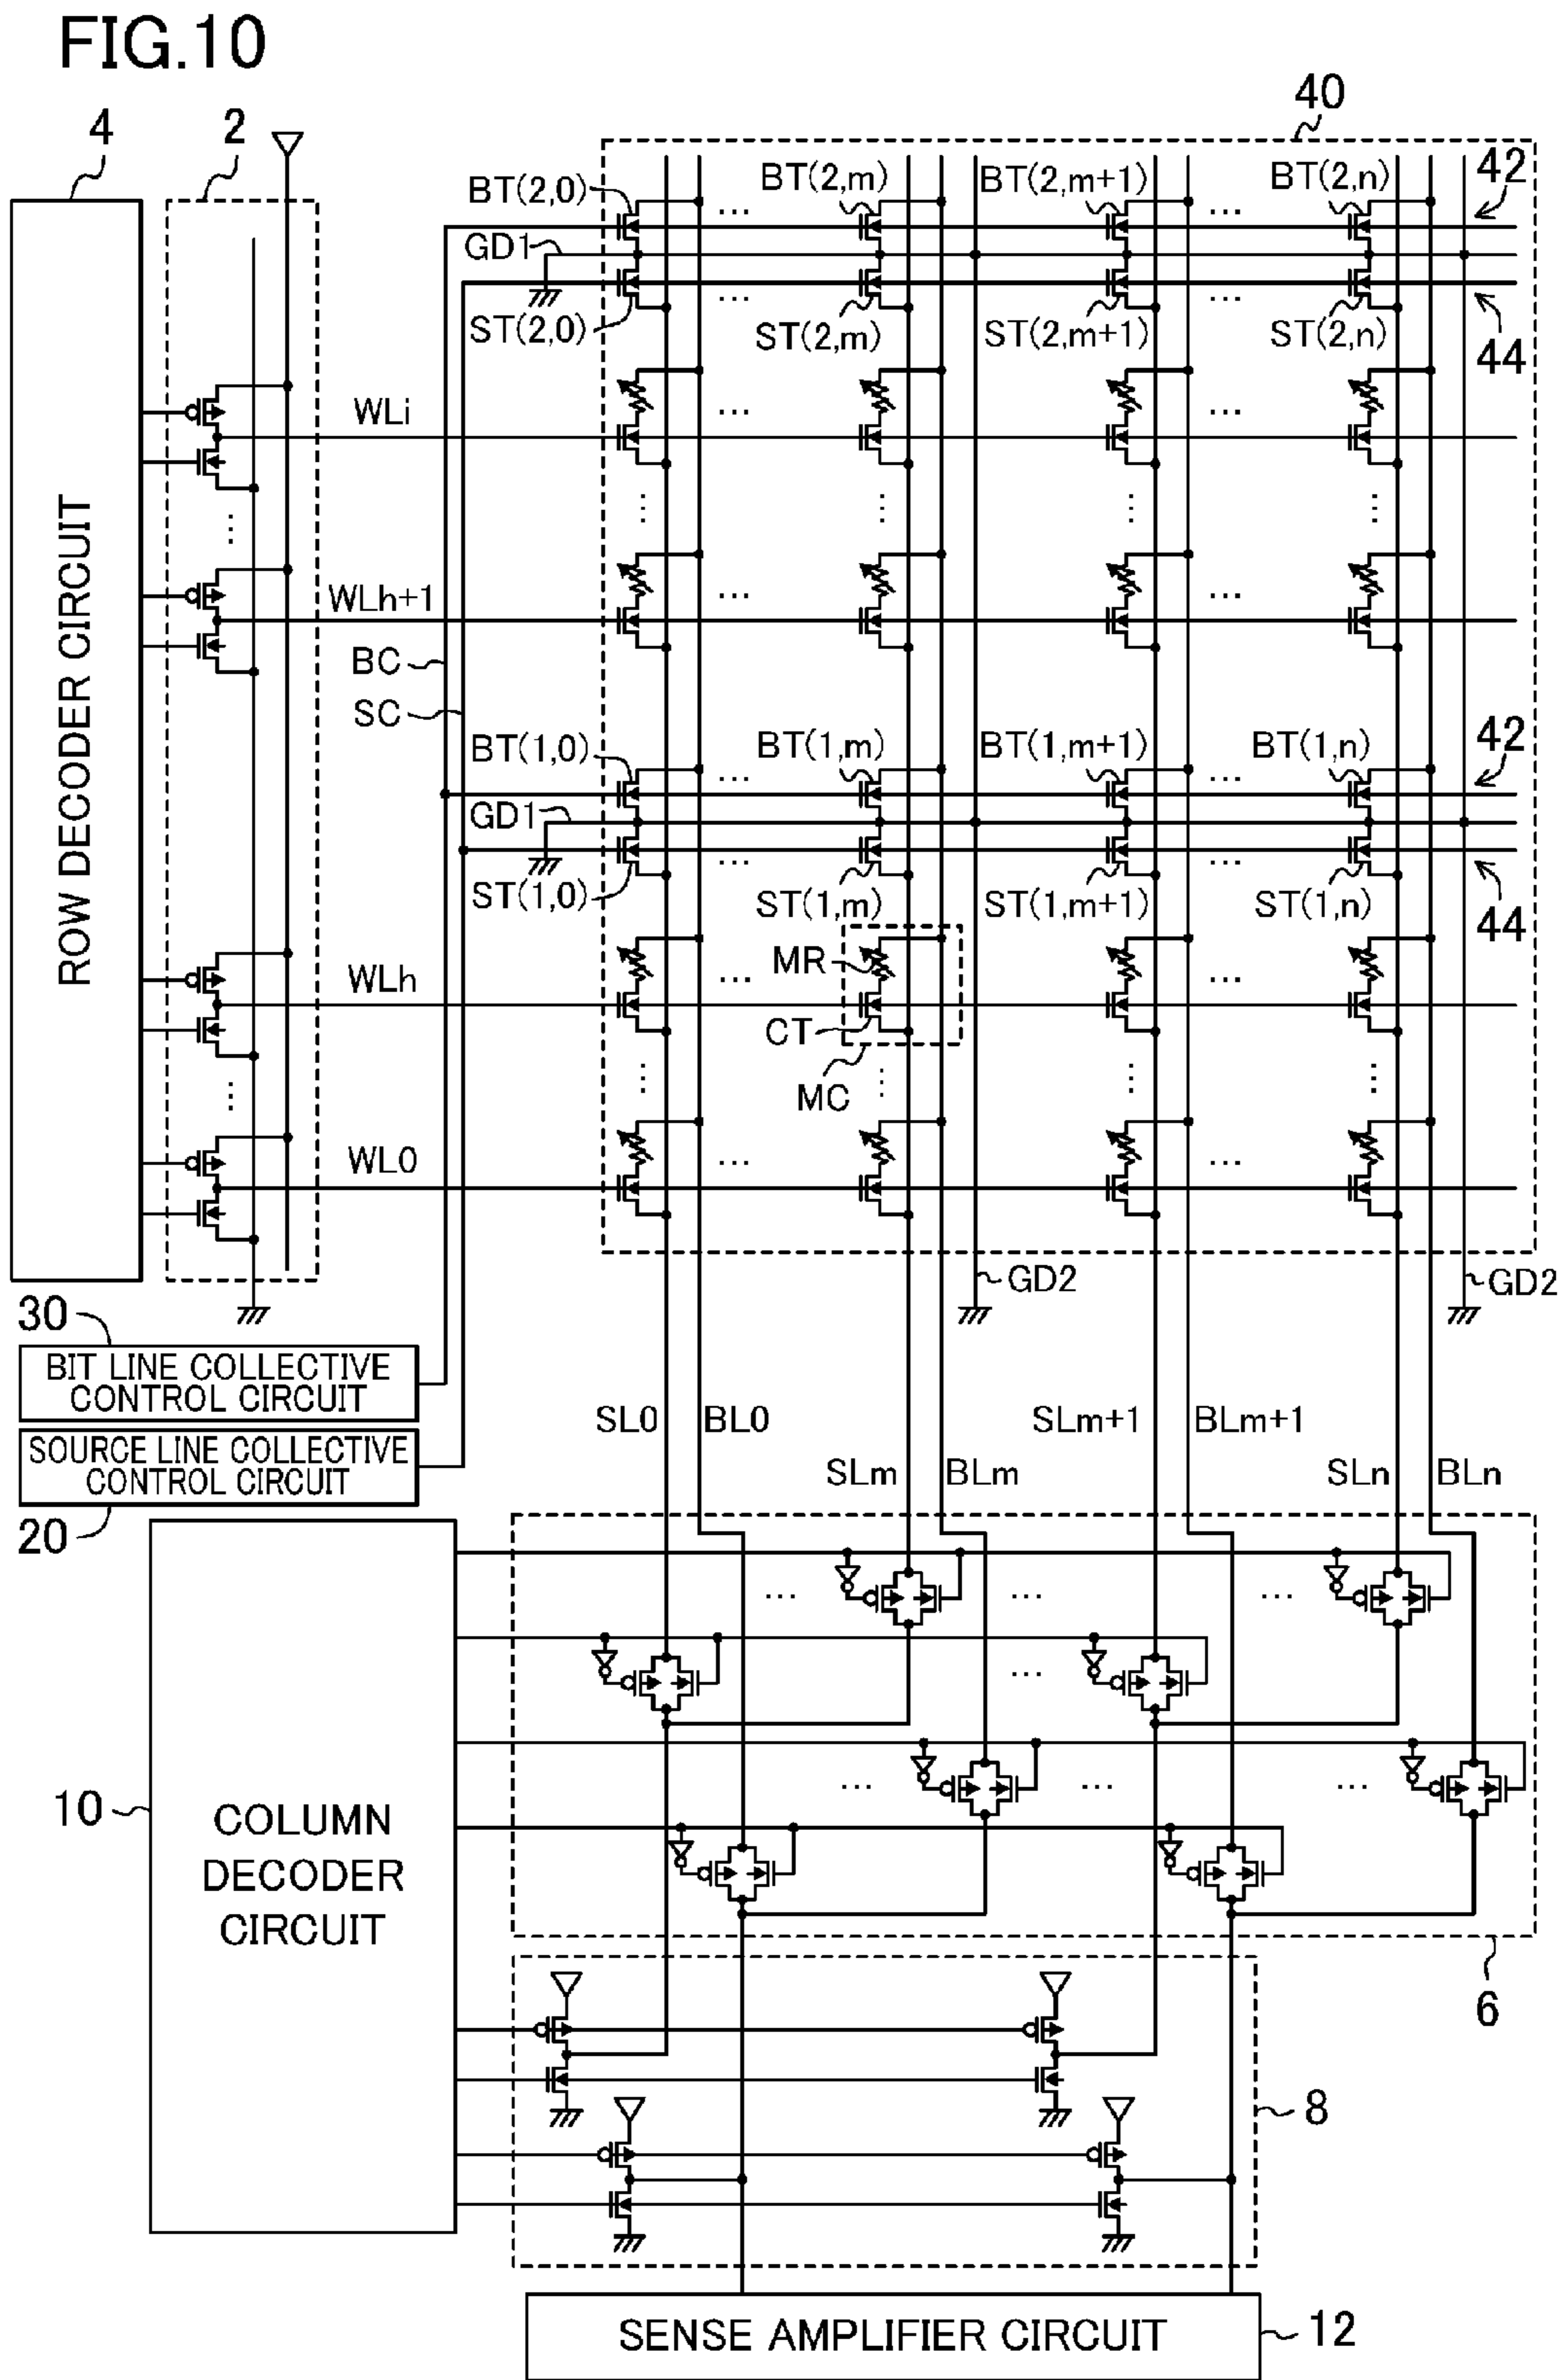 FIG.10
40
4
2
BT(2,0)
BT(2,m)
BT(2,m+1)
BT(2,n)
42
...
...
GD1
...
...
ST(2,0)
ST(2,m)
ST(2,m+1)
ST(2,n)
44
WLi
...
...
...
...
...
...
...
WLh+1
...
...
BC
SC
BT(1,0)
BT(1,m)
BT(1,m+1)
BT(1,n)
42
...
...
GD1
...
...
ST(1,0)
ST(1,m)
ST(1,m+1)
ST(1,n)
44
ROW DECODER CIRCUIT
WLh
...
MR
...
CT
...
...
MC
...
...
...
WL0
...
...
GD2
GD2
30
BIT LINE COLLECTIVE
CONTROL CIRCUIT
SL0
BL0
SLm+1
BLm+1
SOURCE LINE COLLECTIVE
CONTROL CIRCUIT
SLm
BLm
SLn
BLn
20
...
...
...
...
...
...
...
10
COLUMN
DECODER
CIRCUIT
6
8
SENSE AMPLIFIER CIRCUIT
12